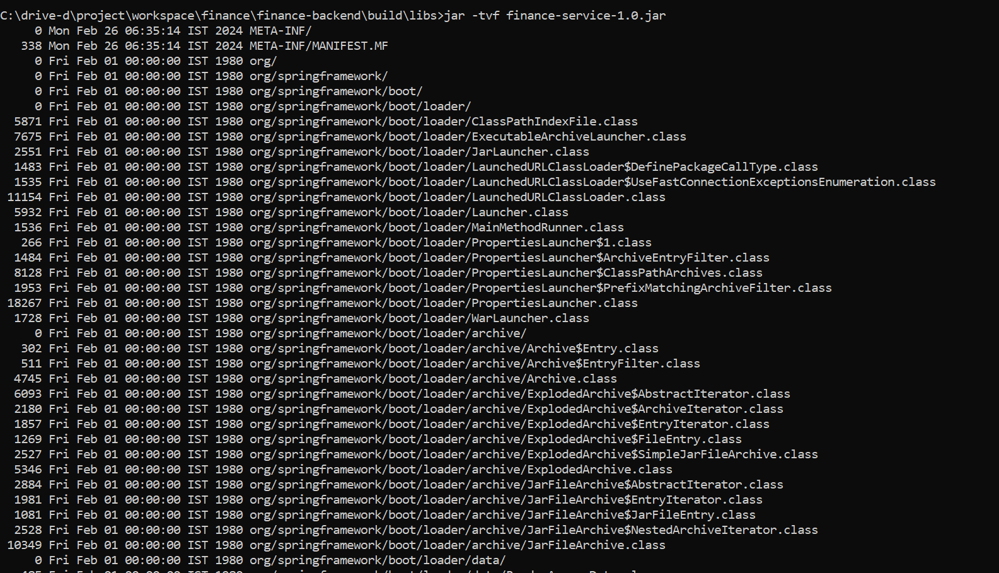 C:\drive-d\project\workspace\finance\finance-backend\build\libs>jar -tvf finance-service-1.0.jar
     0 Mon Feb 26 06:35:14 IST 2024 META-INF/
   338 Mon Feb 26 06:35:14 IST 2024 META-INF/MANIFEST.MF
     0 Fri Feb 01 00:00:00 IST 1980 org/
     0 Fri Feb 01 00:00:00 IST 1980 org/springframework/
     0 Fri Feb 01 00:00:00 IST 1980 org/springframework/boot/
     0 Fri Feb 01 00:00:00 IST 1980 org/springframework/boot/loader/
  5871 Fri Feb 01 00:00:00 IST 1980 org/springframework/boot/loader/ClassPathIndexFile.class
  7675 Fri Feb 01 00:00:00 IST 1980 org/springframework/boot/loader/ExecutableArchiveLauncher.class
  2551 Fri Feb 01 00:00:00 IST 1980 org/springframework/boot/loader/JarLauncher.class
  1483 Fri Feb 01 00:00:00 IST 1980 org/springframework/boot/loader/LaunchedURLClassLoader$DefinePackageCallType.class
  1535 Fri Feb 01 00:00:00 IST 1980 org/springframework/boot/loader/LaunchedURLClassLoader$UseFastConnectionExceptionsEnumeration.class
 11154 Fri Feb 01 00:00:00 IST 1980 org/springframework/boot/loader/LaunchedURLClassLoader.class
  5932 Fri Feb 01 00:00:00 IST 1980 org/springframework/boot/loader/Launcher.class
  1536 Fri Feb 01 00:00:00 IST 1980 org/springframework/boot/loader/MainMethodRunner.class
   266 Fri Feb 01 00:00:00 IST 1980 org/springframework/boot/loader/PropertiesLauncher$1.class
  1484 Fri Feb 01 00:00:00 IST 1980 org/springframework/boot/loader/PropertiesLauncher$ArchiveEntryFilter.class
  8128 Fri Feb 01 00:00:00 IST 1980 org/springframework/boot/loader/PropertiesLauncher$ClassPathArchives.class
  1953 Fri Feb 01 00:00:00 IST 1980 org/springframework/boot/loader/PropertiesLauncher$PrefixMatchingArchiveFilter.class
 18267 Fri Feb 01 00:00:00 IST 1980 org/springframework/boot/loader/PropertiesLauncher.class
  1728 Fri Feb 01 00:00:00 IST 1980 org/springframework/boot/loader/WarLauncher.class
     0 Fri Feb 01 00:00:00 IST 1980 org/springframework/boot/loader/archive/
   302 Fri Feb 01 00:00:00 IST 1980 org/springframework/boot/loader/archive/Archive$Entry.class
   511 Fri Feb 01 00:00:00 IST 1980 org/springframework/boot/loader/archive/Archive$EntryFilter.class
  4745 Fri Feb 01 00:00:00 IST 1980 org/springframework/boot/loader/archive/Archive.class
  6093 Fri Feb 01 00:00:00 IST 1980 org/springframework/boot/loader/archive/ExplodedArchive$AbstractIterator.class
  2180 Fri Feb 01 00:00:00 IST 1980 org/springframework/boot/loader/archive/ExplodedArchive$ArchiveIterator.class
  1857 Fri Feb 01 00:00:00 IST 1980 org/springframework/boot/loader/archive/ExplodedArchive$EntryIterator.class
  1269 Fri Feb 01 00:00:00 IST 1980 org/springframework/boot/loader/archive/ExplodedArchive$FileEntry.class
  2527 Fri Feb 01 00:00:00 IST 1980 org/springframework/boot/loader/archive/ExplodedArchive$SimpleJarFileArchive.class
  5346 Fri Feb 01 00:00:00 IST 1980 org/springframework/boot/loader/archive/ExplodedArchive.class
  2884 Fri Feb 01 00:00:00 IST 1980 org/springframework/boot/loader/archive/JarFileArchive$AbstractIterator.class
  1981 Fri Feb 01 00:00:00 IST 1980 org/springframework/boot/loader/archive/JarFileArchive$EntryIterator.class
  1081 Fri Feb 01 00:00:00 IST 1980 org/springframework/boot/loader/archive/JarFileArchive$JarFileEntry.class
  2528 Fri Feb 01 00:00:00 IST 1980 org/springframework/boot/loader/archive/JarFileArchive$NestedArchiveIterator.class
 10349 Fri Feb 01 00:00:00 IST 1980 org/springframework/boot/loader/archive/JarFileArchive.class
     0 Fri Feb 01 00:00:00 IST 1980 org/springframework/boot/loader/data/